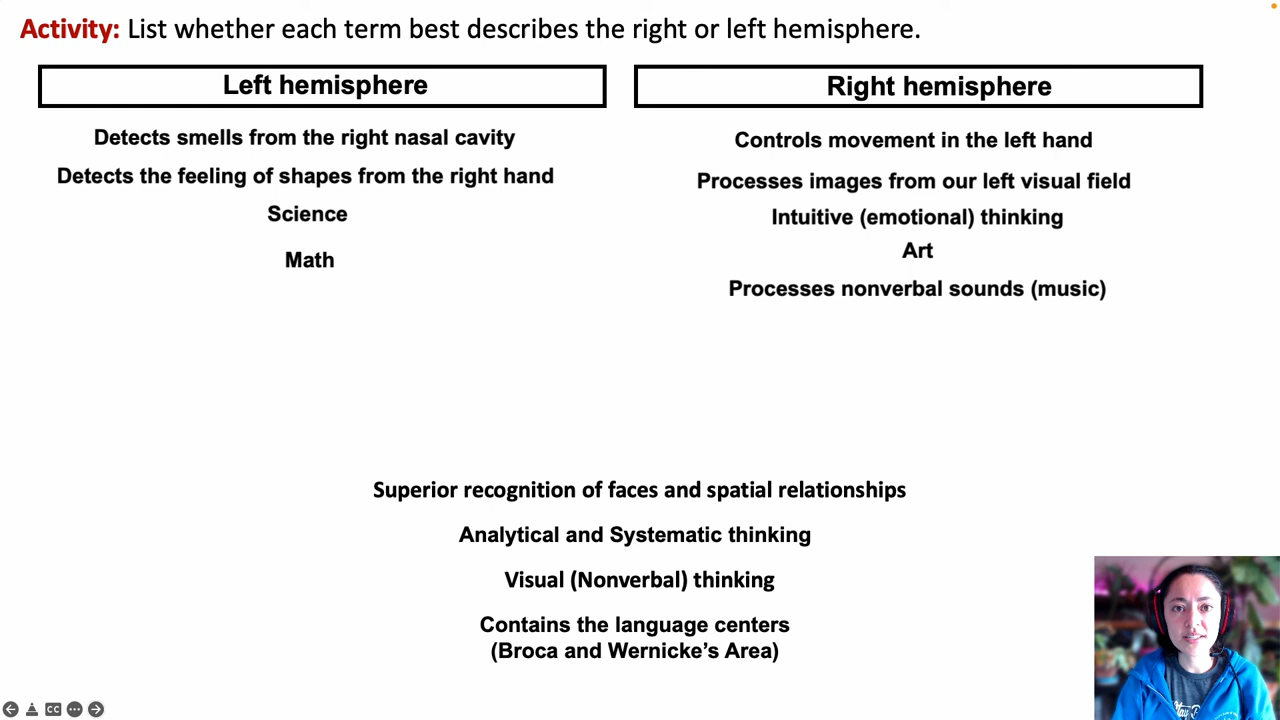 Activity: List whether each term best describes the right or left hemisphere.
Left hemisphere
Detects smells from the right nasal cavity
Detects the feeling of shapes from the right hand
Science
Math
Right hemisphere
Controls movement in the left hand
Processes images from our left visual field
Intuitive (emotional) thinking
Art
Processes nonverbal sounds (music)
Superior recognition of faces and spatial relationships
Analytical and Systematic thinking
Visual (Nonverbal) thinking
Contains the language centers
(Broca and Wernicke's Area)
CC
Stay